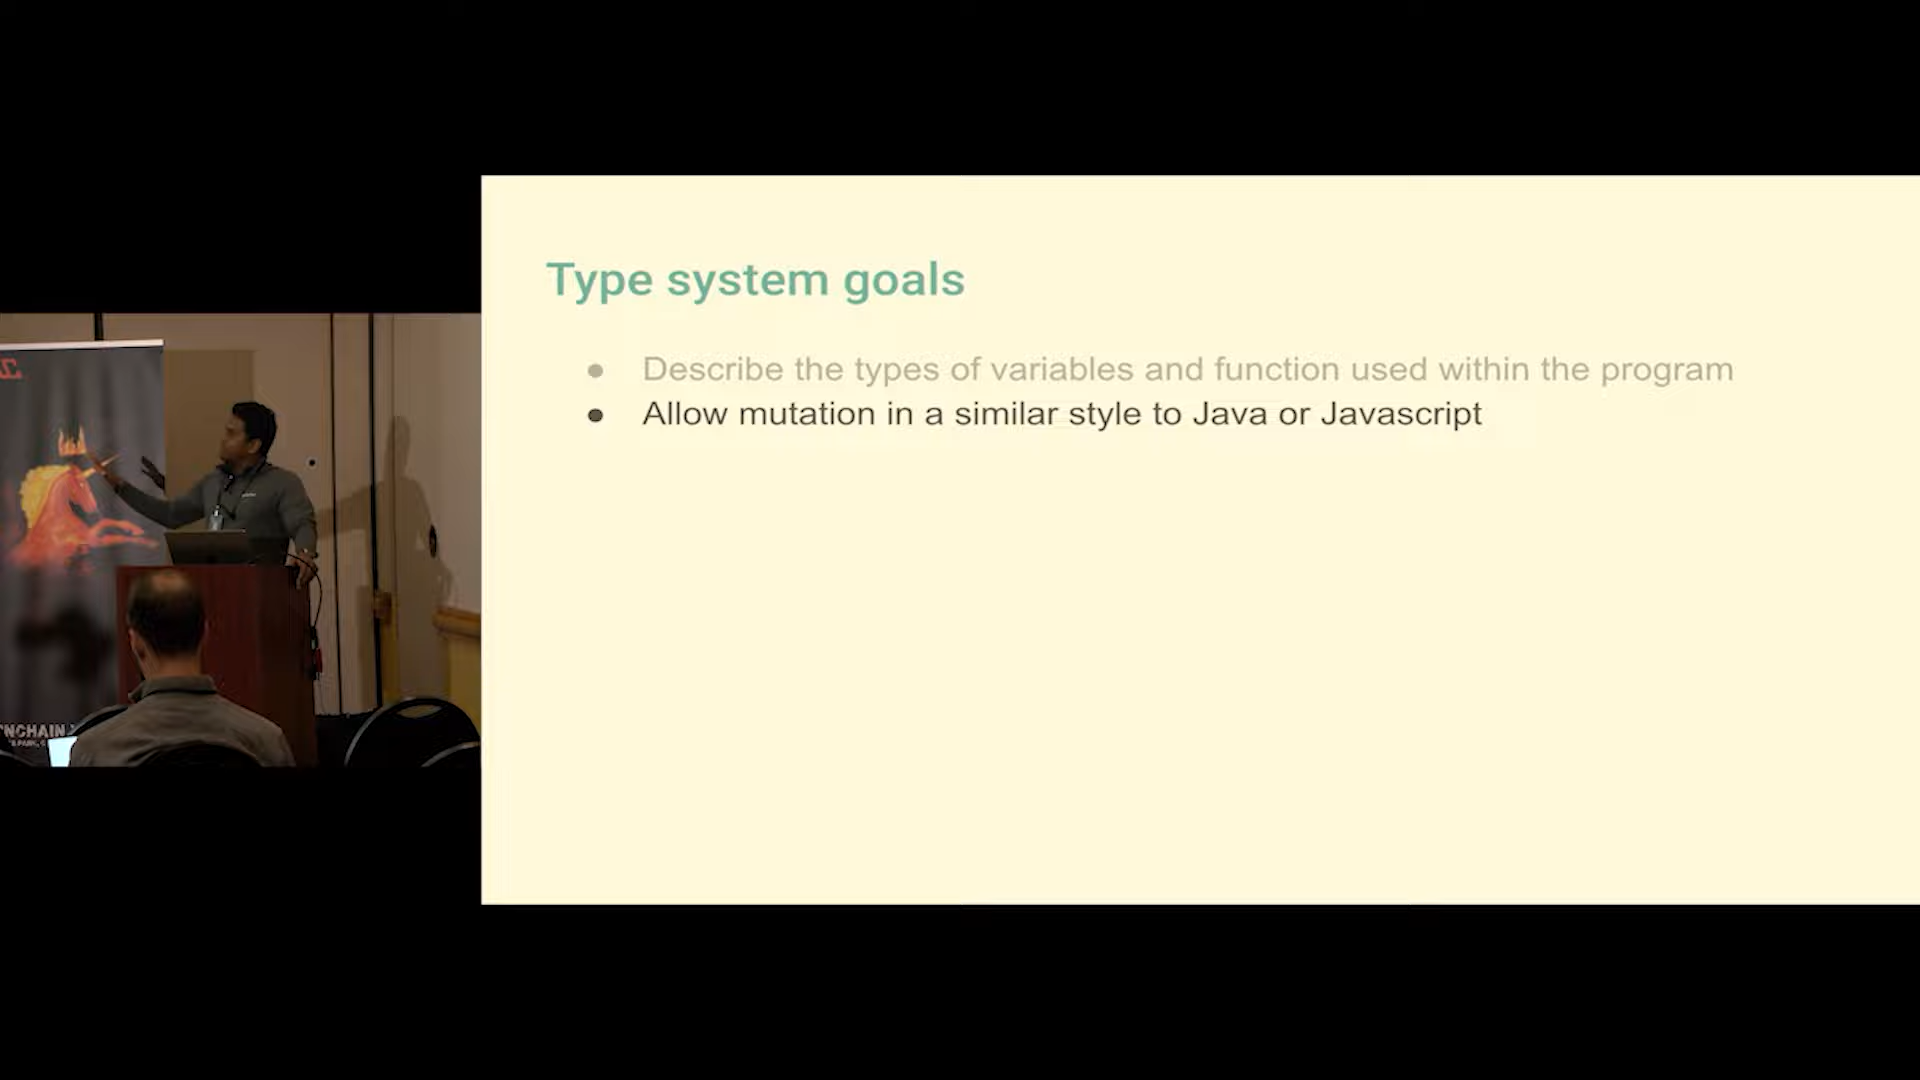 Type system goals
Describe the types of variables and function used within the program
Allow mutation in a similar style to Java or Javascript
NCHAIN